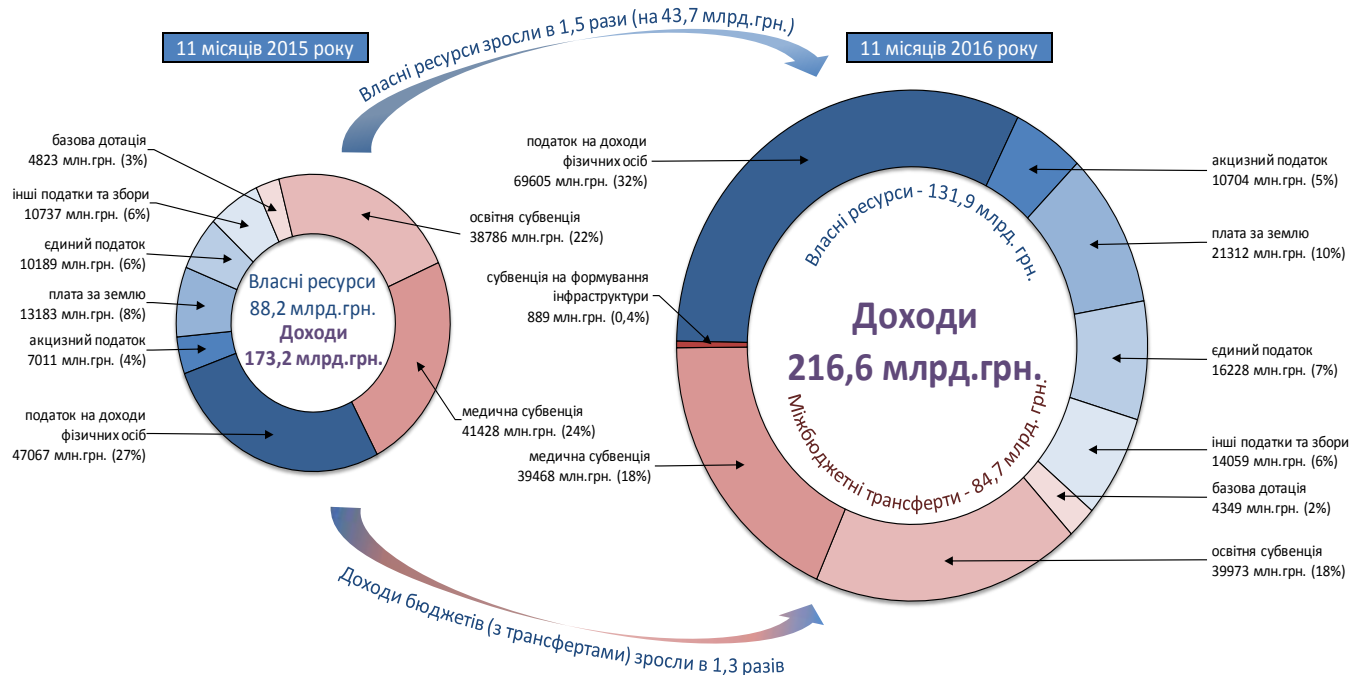 11 місяців 2015 року
Власні ресурси зросли в 1,5 рази (на 43,7 млрд.грн.)
11 місяців 2016 року
базова дотація
4823 млн.грн. (3%)
інші податки та збори
10737 млн.грн. (6%)
єдиний податок
10189 млн.грн. (6%)
плата за землю
13183 млн.грн. (8%)
акцизний податок
7011 млн.грн. (4%)
податок на доходи
фізичних осіб
47067 млн.грн. (27%)
освітня субвенція
38786 млн.грн. (22%)
медична субвенція
41428 млн.грн. (24%)
Власні ресурси
88,2 млрд.грн.
Доходи
173,2 млрд.грн.
податок на доходи
фізичних осіб
69605 млн.грн. (32%)
субвенція на формування
інфраструктури
889 млн.грн. (0,4%)
медична субвенція
39468 млн.грн. (18%)
Власні ресурси - 131,9 млрд. грн.
Доходи
216,6 млрд.грн.
Міжбюджетні трансферти - 84,7 млрд. грн.
акцизний податок
10704 млн.грн. (5%)
плата за землю
21312 млн.грн. (10%)
єдиний податок
16228 млн.грн. (7%)
інші податки та збори
14059 млн.грн. (6%)
базова дотація
4349 млн.грн. (2%)
освітня субвенція
39973 млн.грн. (18%)
Доходи бюджетів (з трансфертами) зросли в 1,3 разів